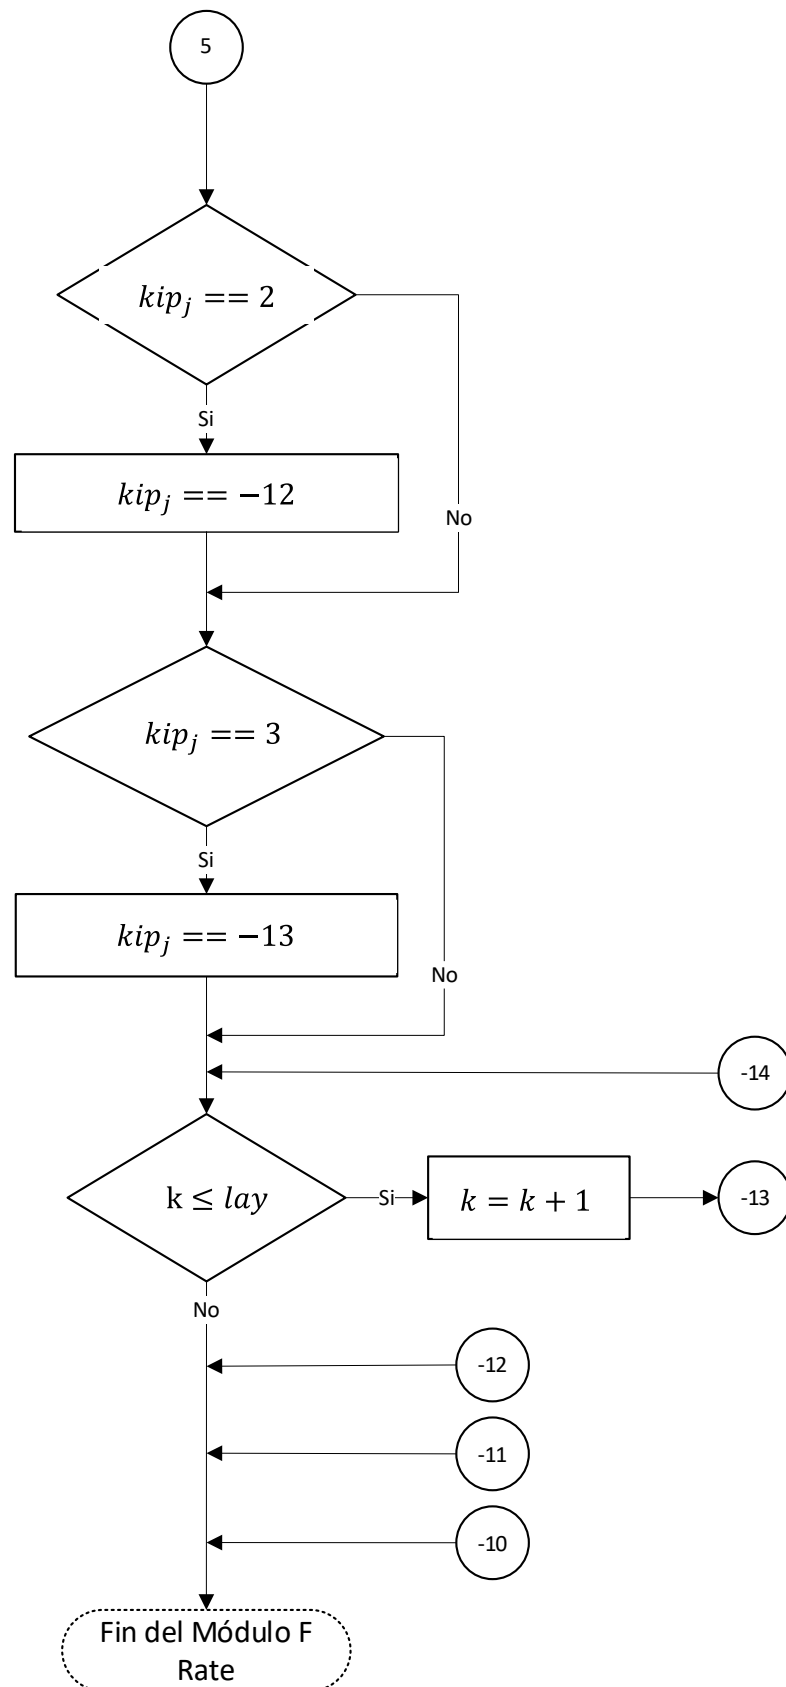 5
kip_j == 2
Si
kip_j == −12
No
kip_j == 3
Si
kip_j == −13
No
-14
k ≤ lay
Si
k = k + 1
-13
No
-12
-11
-10
Fin del Módulo F
Rate